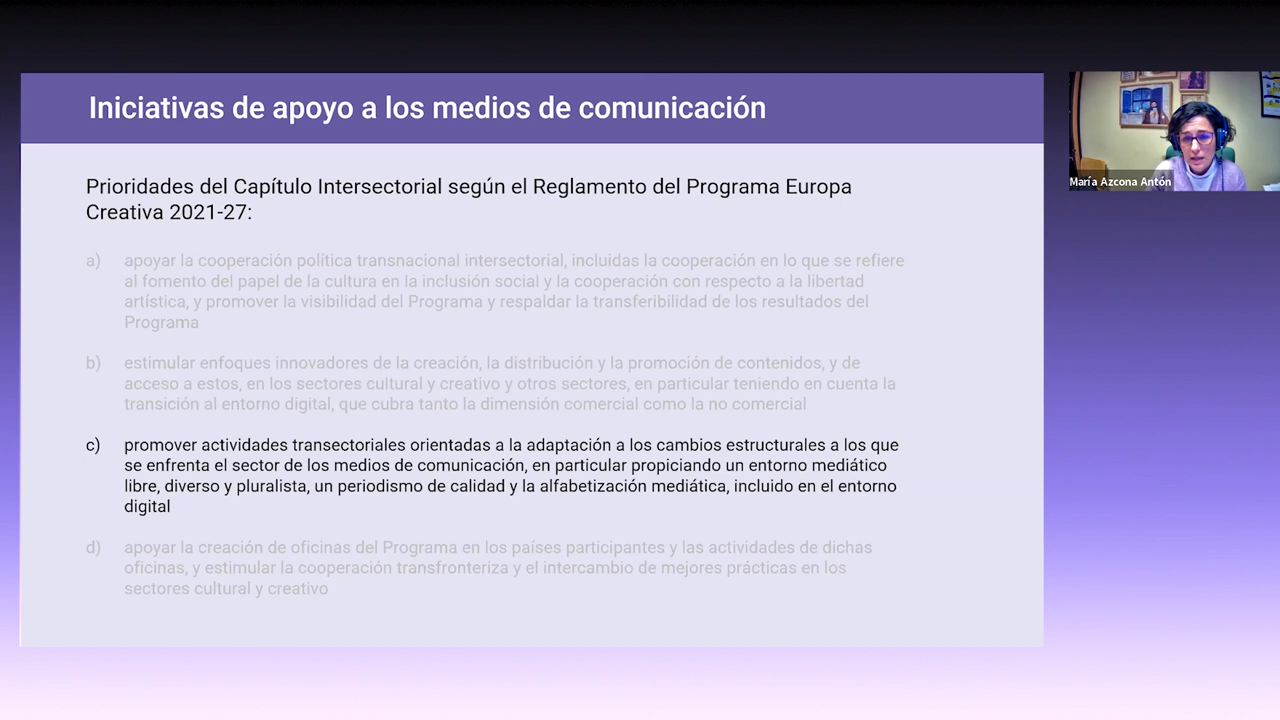 Iniciativas de apoyo a los medios de comunicación
María Azcona Antón
Prioridades del Capítulo Intersectorial según el Reglamento del Programa Europa
Creativa 2021-27:
a) apoyar la cooperación política transnacional intersectorial, incluidas la cooperación en lo que se refiere
al fomento del papel de la cultura en la inclusión social y la cooperación con respecto a la libertad
artística, y promover la visibilidad del Programa y respaldar la transferibilidad de los resultados del
Programa
b) estimular enfoques innovadores de la creación, la distribución y la promoción de contenidos, y de
acceso a estos, en los sectores cultural y creativo y otros sectores, en particular teniendo en cuenta la
transición al entorno digital, que cubra tanto la dimensión comercial como la no comercial
c) promover actividades transectoriales orientadas a la adaptación a los cambios estructurales a los que
se enfrenta el sector de los medios de comunicación, en particular propiciando un entorno mediático
libre, diverso y pluralista, un periodismo de calidad y la alfabetización mediática, incluido en el entorno
digital
d) apoyar la creación de oficinas del Programa en los países participantes y las actividades de dichas
oficinas, y estimular la cooperación transfronteriza y el intercambio de mejores prácticas en los
sectores cultural y creativo